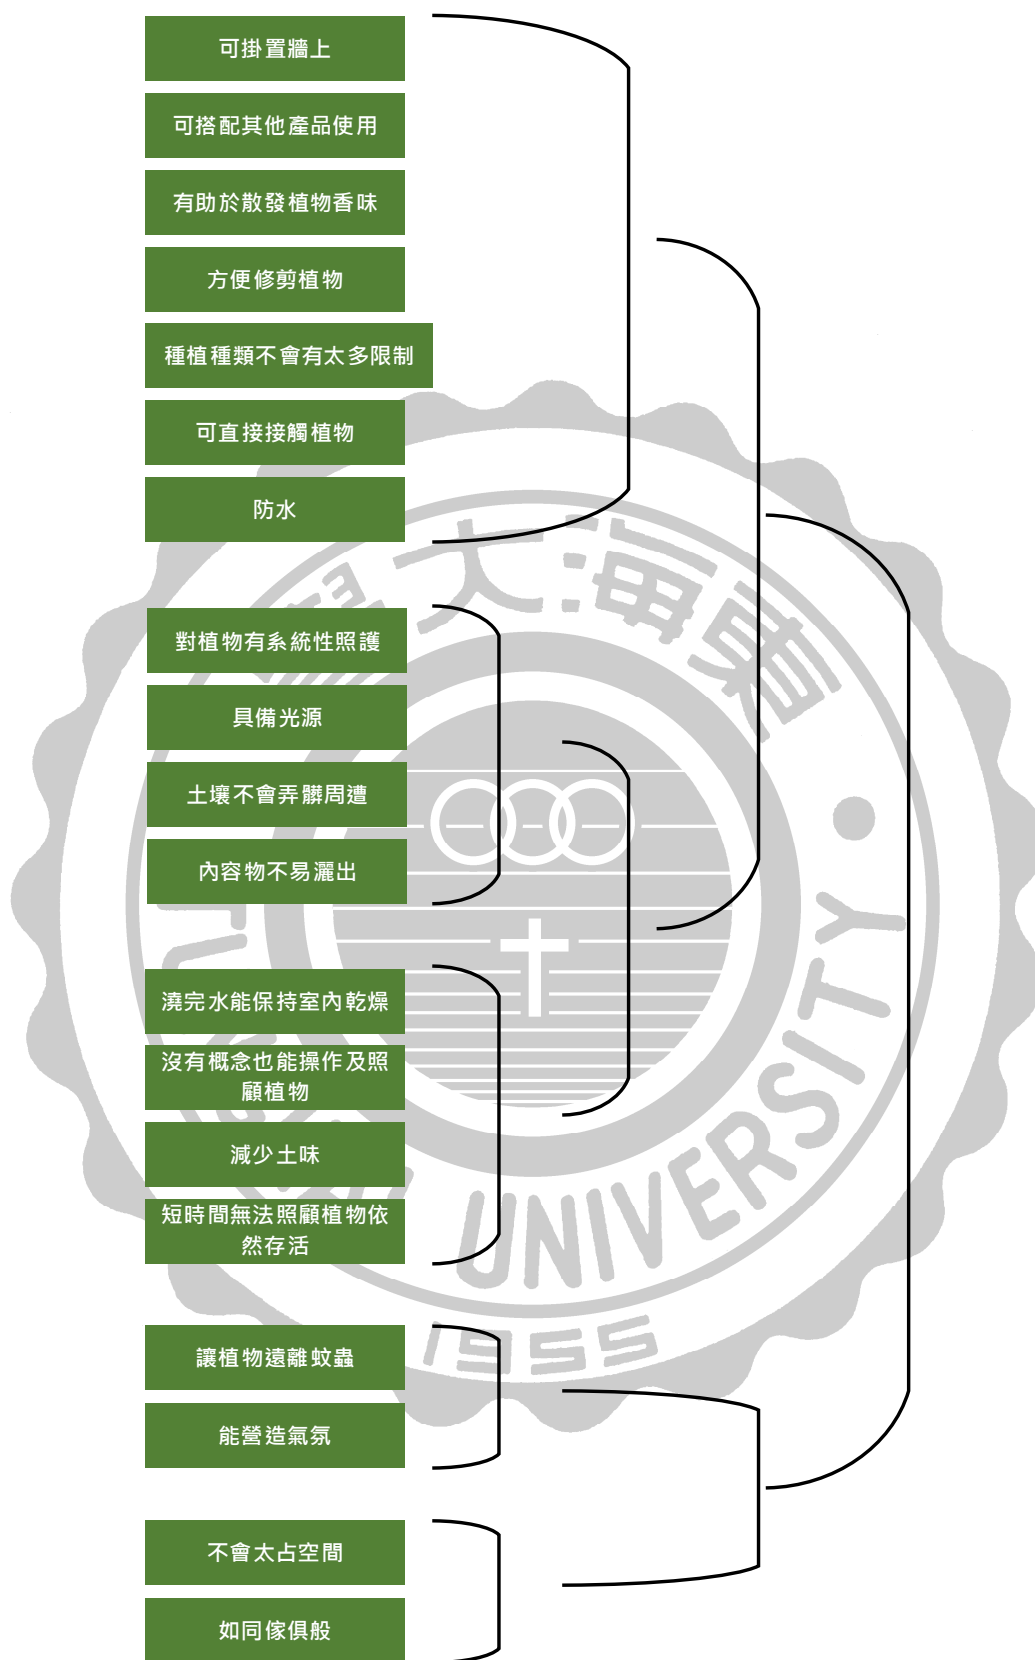 可掛置牆上
可搭配其他產品使用
有助於散發植物香味
方便修剪植物
種植種類不會有太多限制
可直接接觸植物
防水
對植物有系統性照護
具備光源
土壤不會弄髒周遭
內容物不易灑出
澆完水能保持室內乾燥
沒有概念也能操作及照
顧植物
減少土味
短時間無法照顧植物依
然存活
讓植物遠離蚊蟲
能營造氣氛
不會太占空間
如同傢俱般
東海大學
UNIVERSITY
1955